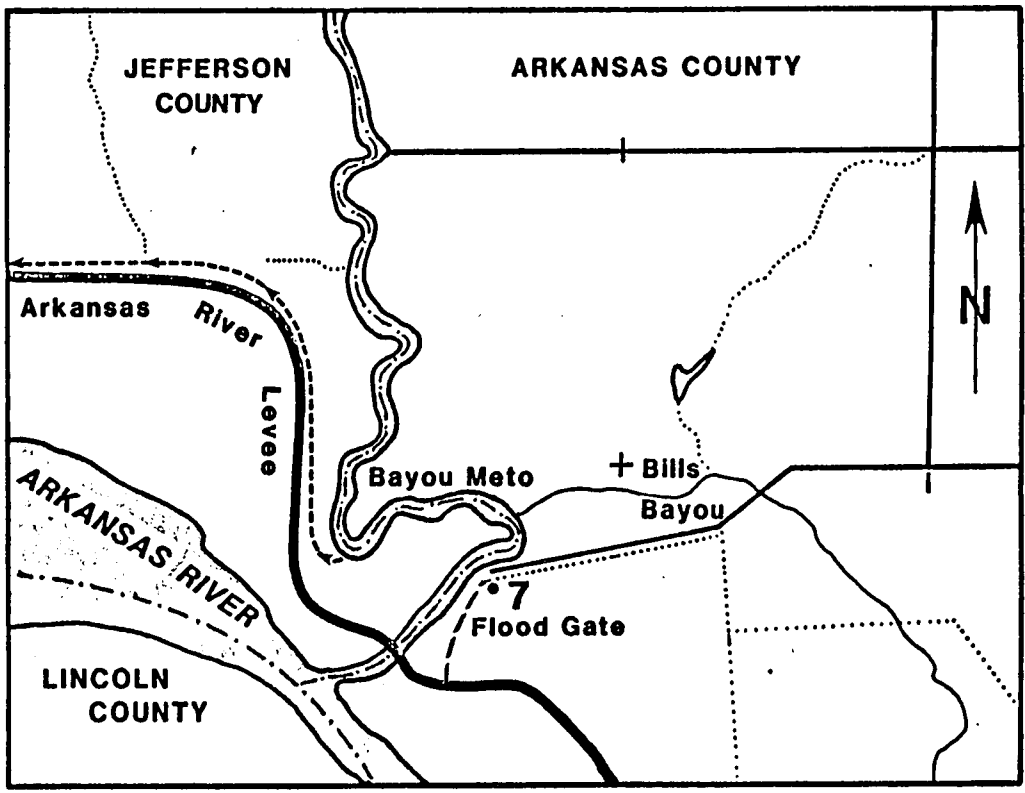 JEFFERSON
COUNTY
ARKANSAS COUNTY
N
Arkansas River Levee
Bayou Meto
Bills
Bayou
ARKANSAS RIVER
7
Flood Gate
LINCOLN
COUNTY